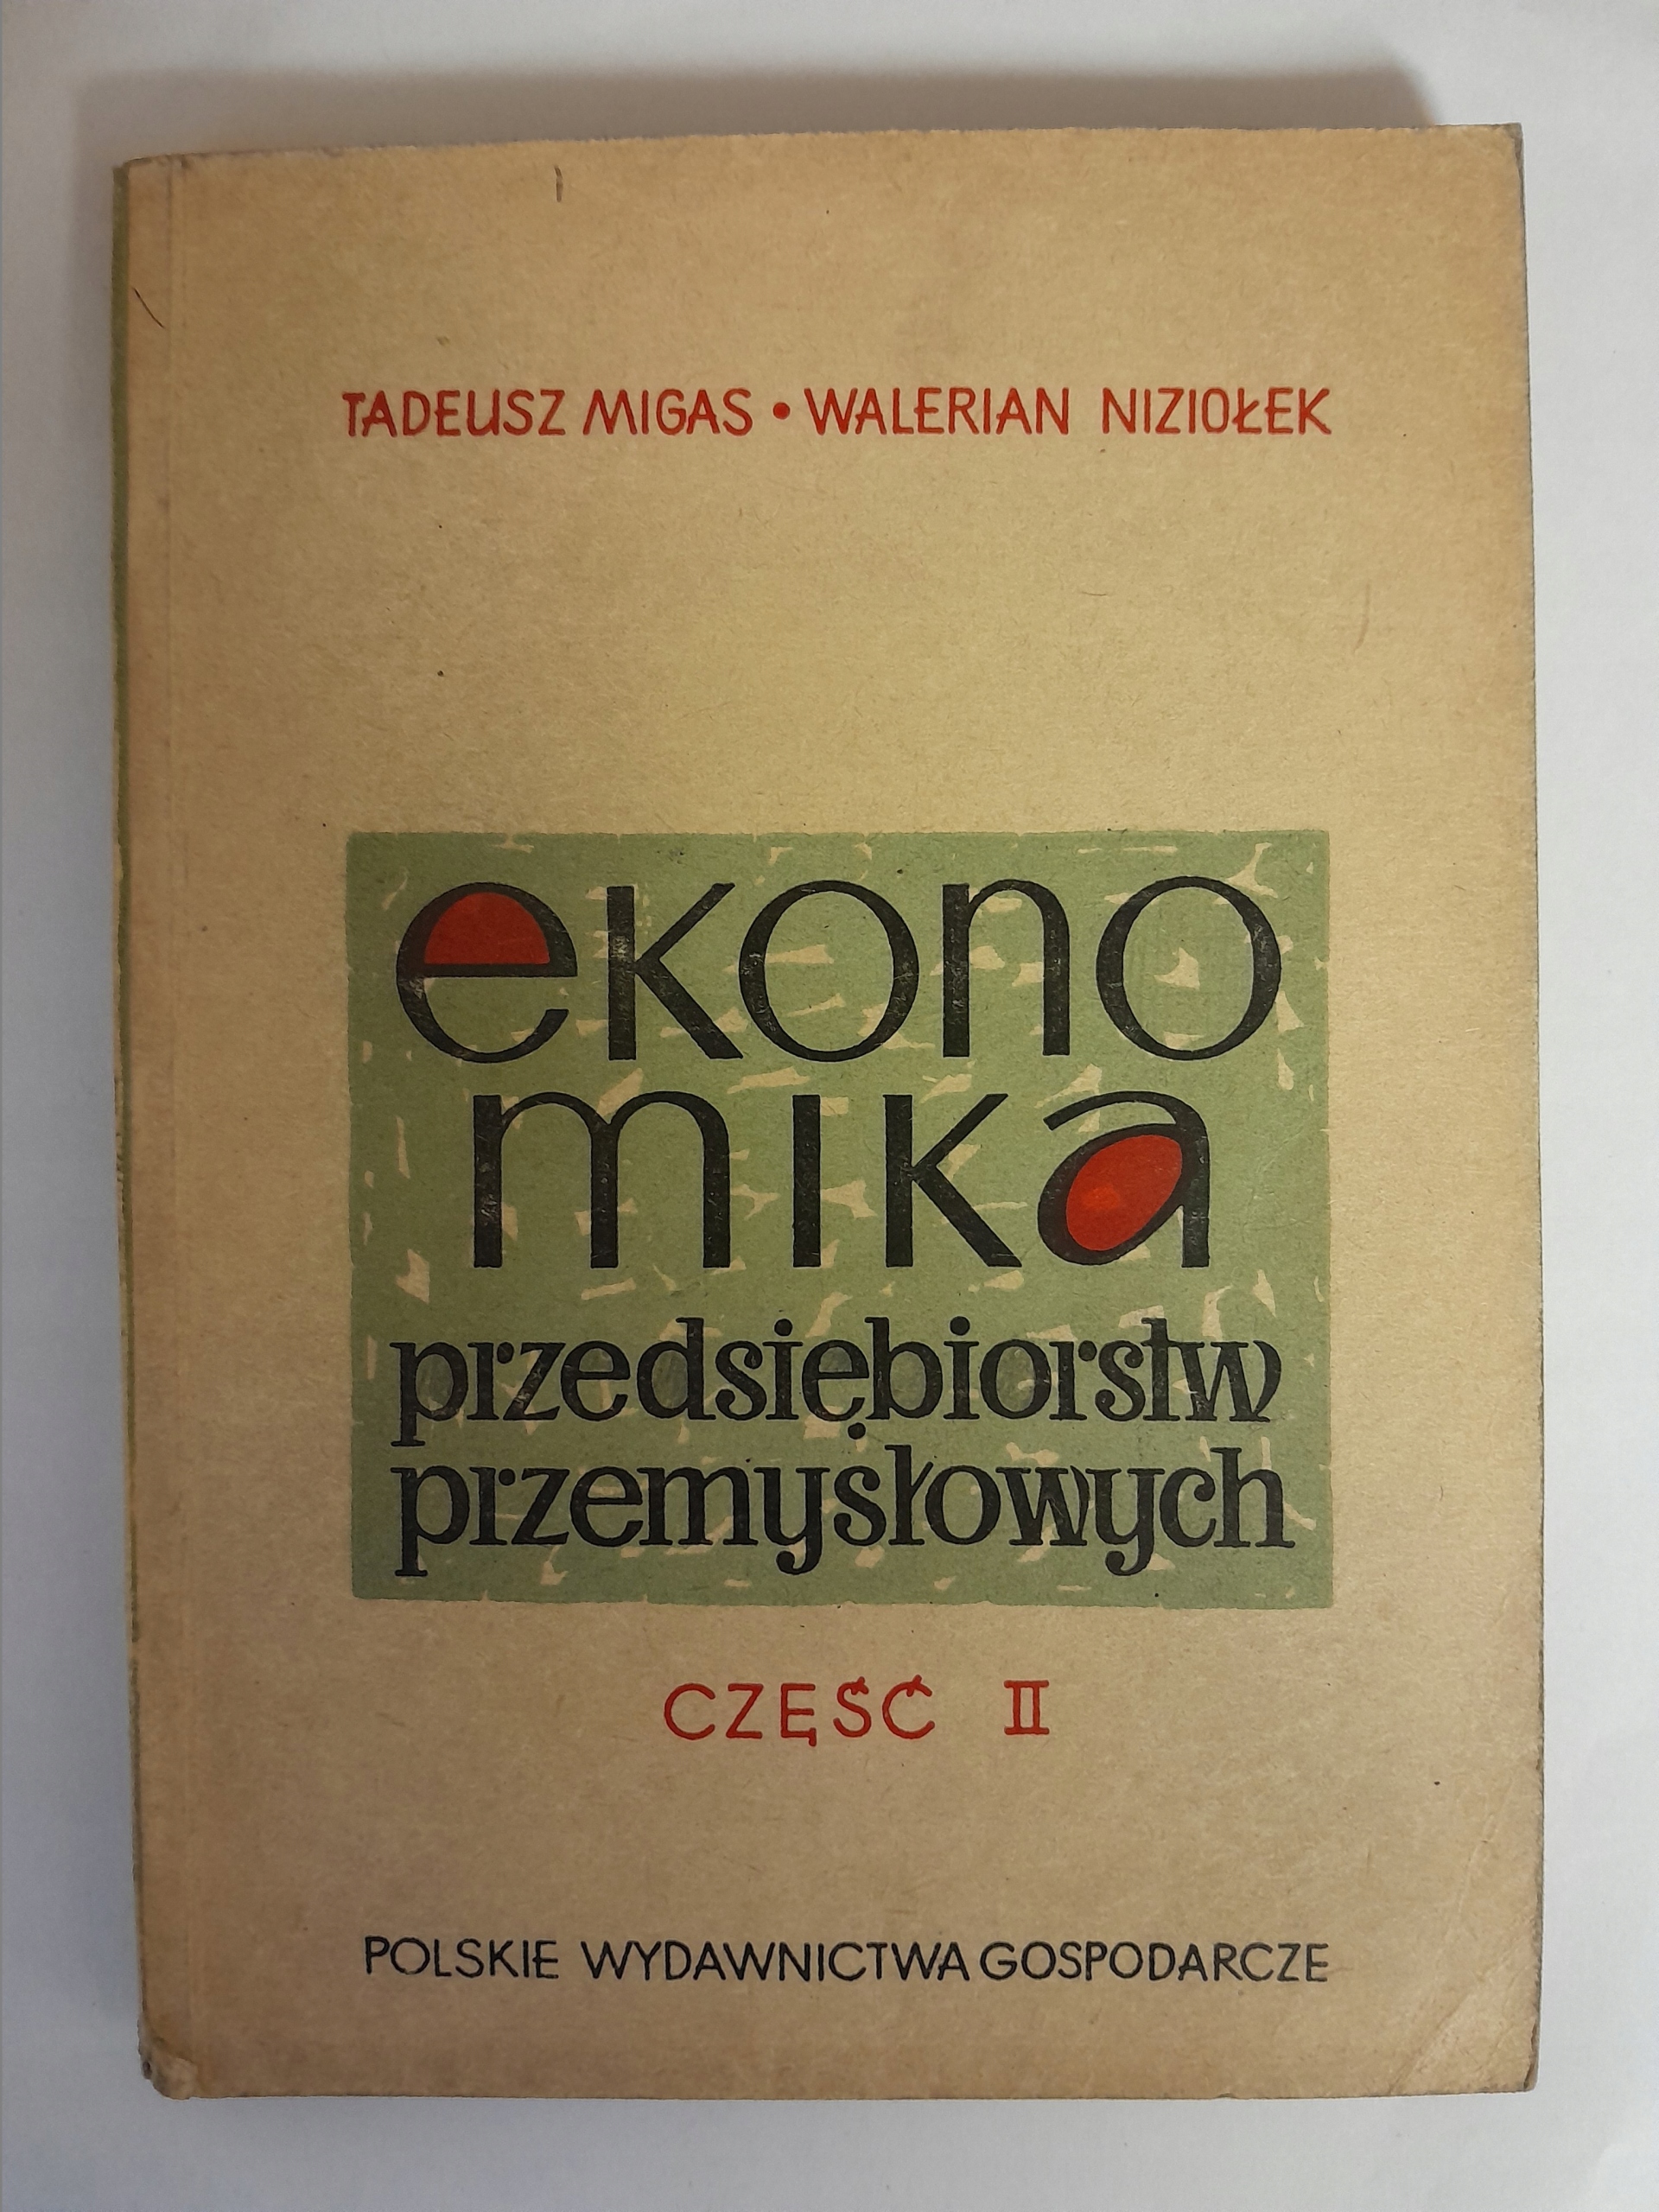 TADEUSZ MIGAS • WALERIAN NIZIOŁEK
ekono
mika
przedsiębiorstw
przemysłowych
CZĘŚĆ II
POLSKIE WYDAWNICTWA GOSPODARCZE